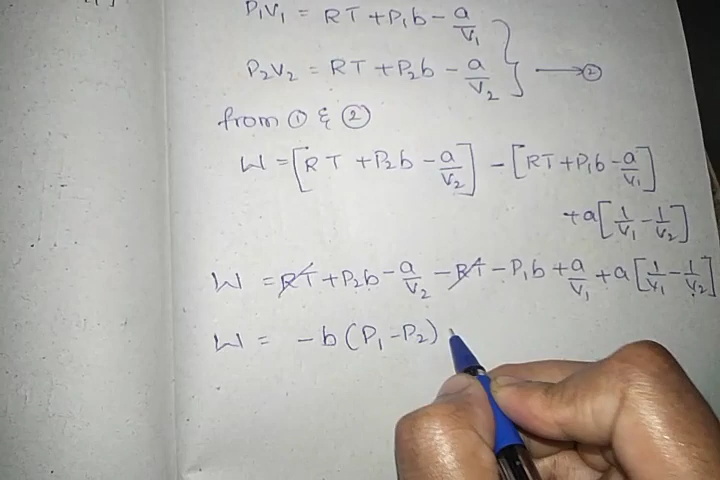 P₁V₁ = RT + P₁b - a/V₁
P₂V₂ = RT + P₂b - a/V₂ → ②
from ① & ②
W = [RT + P₂b - a/V₂] - [RT + P₁b - a/V₁]
+ a[1/V₁ - 1/V₂]
W = RT + P₂b - a/V₂ - RT - P₁b + a/V₁ + a[1/V₁ - 1/V₂]
W = - b(P₁ - P₂)